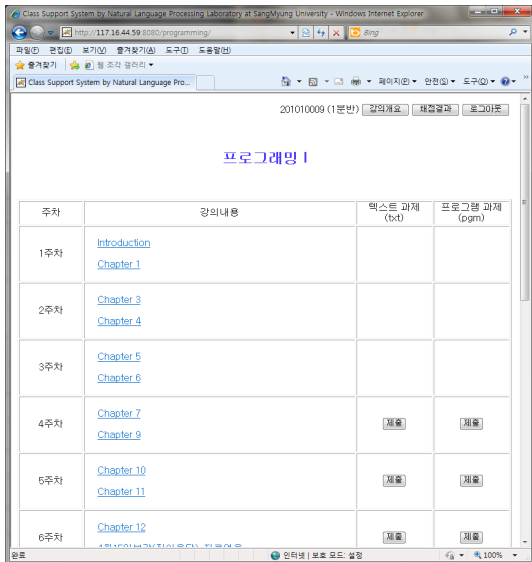 Class Support System by Natural Language Processing Laboratory at SangMyung University - Windows Internet Explorer
http://117.16.44.59:8080/programming/
Bing
파일(F) 편집(E) 보기(V) 즐겨찾기(A) 도구(T) 도움말(H)
즐겨찾기 웹 조각 갤러리
Class Support System by Natural Language Pro...
페이지(P) 안전(S) 도구(O)
201010009 (1분반) 강의개요 채점결과 로그아웃
프로그래밍 I
주차 강의내용 텍스트 과제 (txt) 프로그램 과제 (pgm)
1주차
Introduction
Chapter 1
2주차
Chapter 3
Chapter 4
3주차
Chapter 5
Chapter 6
4주차
Chapter 7
Chapter 9
제출 제출
5주차
Chapter 10
Chapter 11
제출 제출
6주차
Chapter 12
제출 제출
완료 인터넷 | 보호 모드: 설정 100%